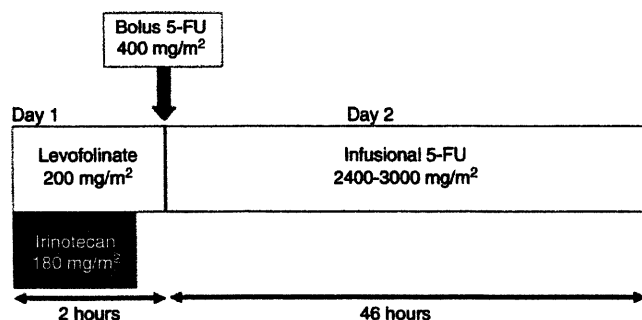 Bolus 5-FU
400 mg/m²
Day 1
Day 2
Levofolinate
200 mg/m²
Infusional 5-FU
2400-3000 mg/m²
Irinotecan
180 mg/m²
2 hours
46 hours